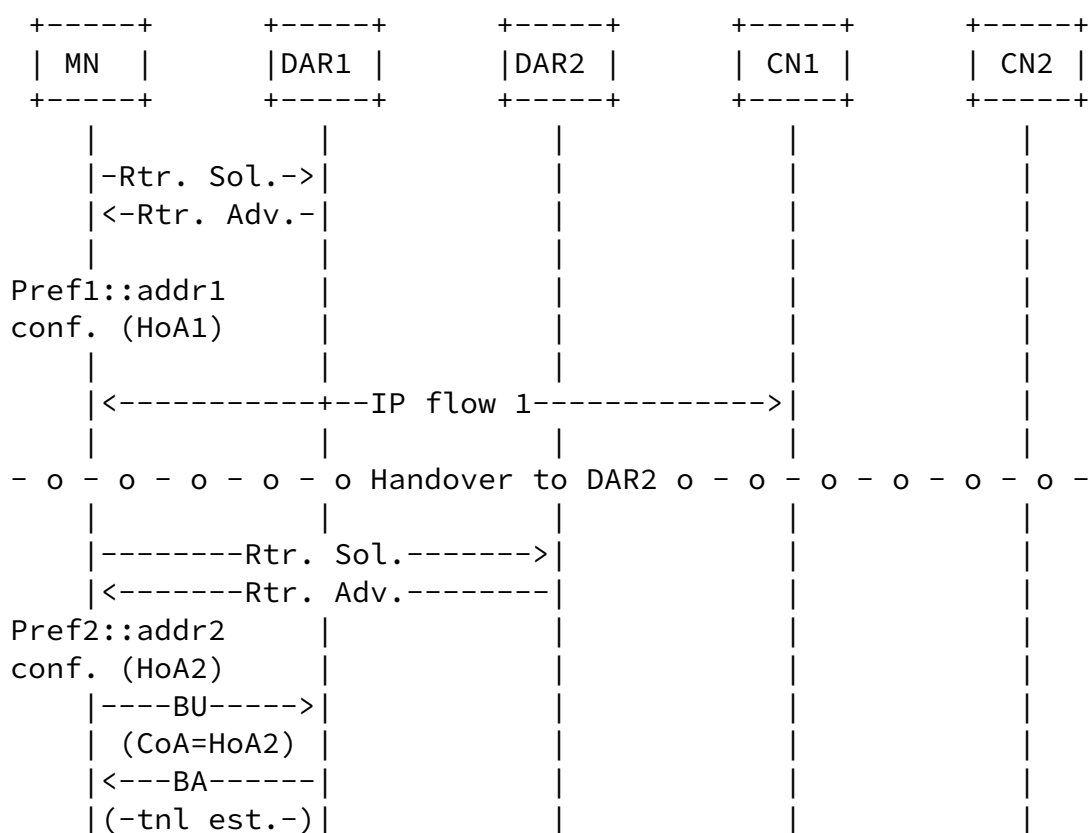 +-----+       +-----+       +-----+       +-----+       +-----+
| MN  |       |DAR1 |       |DAR2 |       | CN1 |       | CN2 |
+-----+       +-----+       +-----+       +-----+       +-----+
|             |             |             |             |
|-Rtr. Sol.->|             |             |             |
|<-Rtr. Adv.-|             |             |             |
|             |             |             |             |
Pref1::addr1      |             |             |             |
conf. (HoA1)      |             |             |             |
|             |             |             |             |
|<-----------+--IP flow 1------------->|             |
|             |             |             |             |
- o - o - o - o - o Handover to DAR2 o - o - o - o - o - o -
|             |             |             |             |
|--------Rtr. Sol.------->|             |             |
|<-------Rtr. Adv.--------|             |             |
Pref2::addr2      |             |             |             |
conf. (HoA2)      |             |             |             |
|----BU----->|             |             |             |
| (CoA=HoA2) |             |             |             |
|<---BA------|             |             |             |
|(-tnl est.-)|             |             |             |